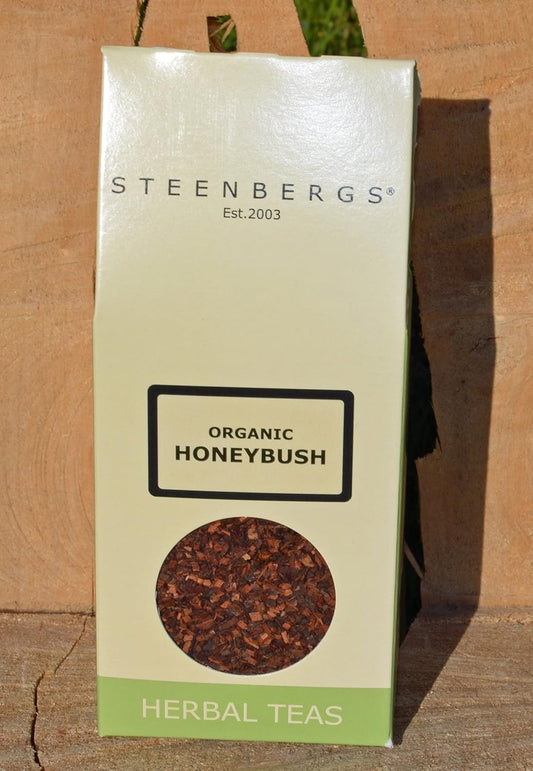 STEENBERGS®
Est.2003
ORGANIC
HONEYBUSH
HERBAL TEAS